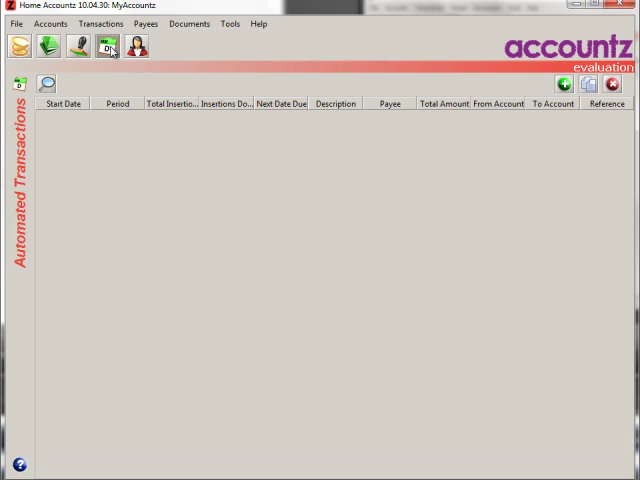 Home Accountz 10.04.30: MyAccountz
File Accounts Transactions Payees Documents Tools Help
accountz
evaluation
Start Date Period Total Insertio... Insertions Do... Next Date Due Description Payee Total Amount From Account To Account Reference
Automated Transactions